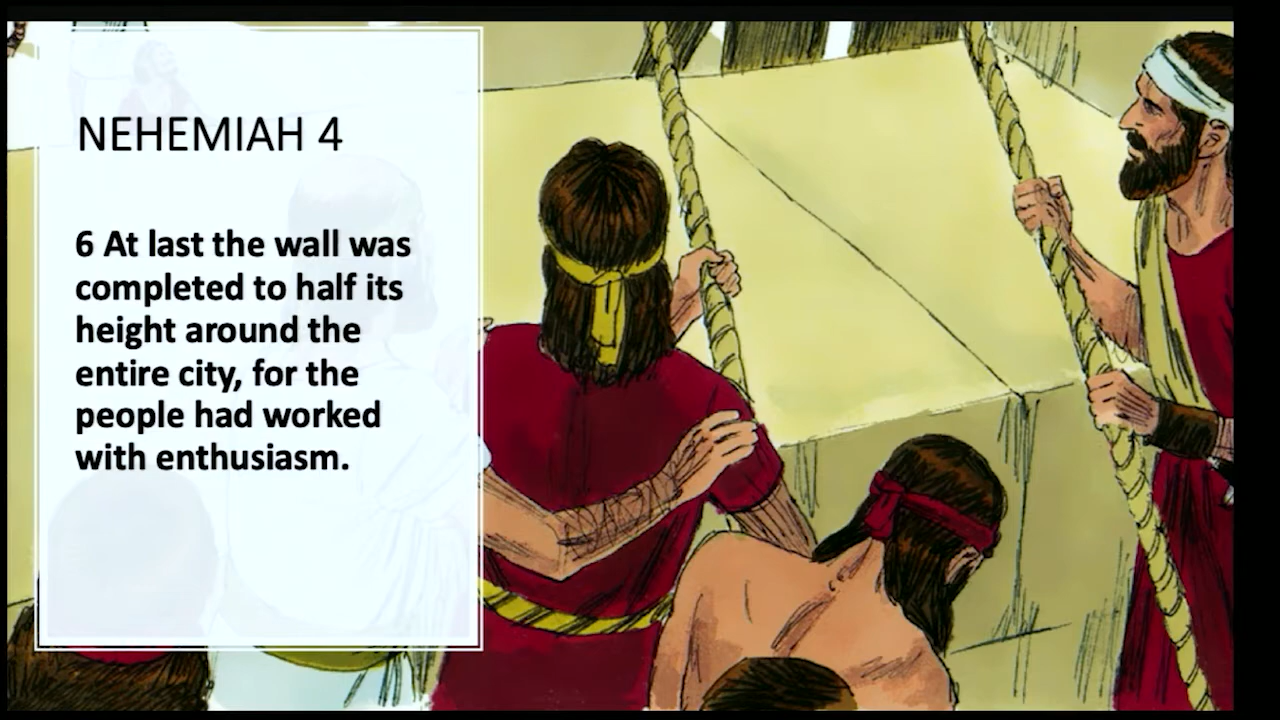 NEHEMIAH 4
6 At last the wall was
completed to half its
height around the
entire city, for the
people had worked
with enthusiasm.